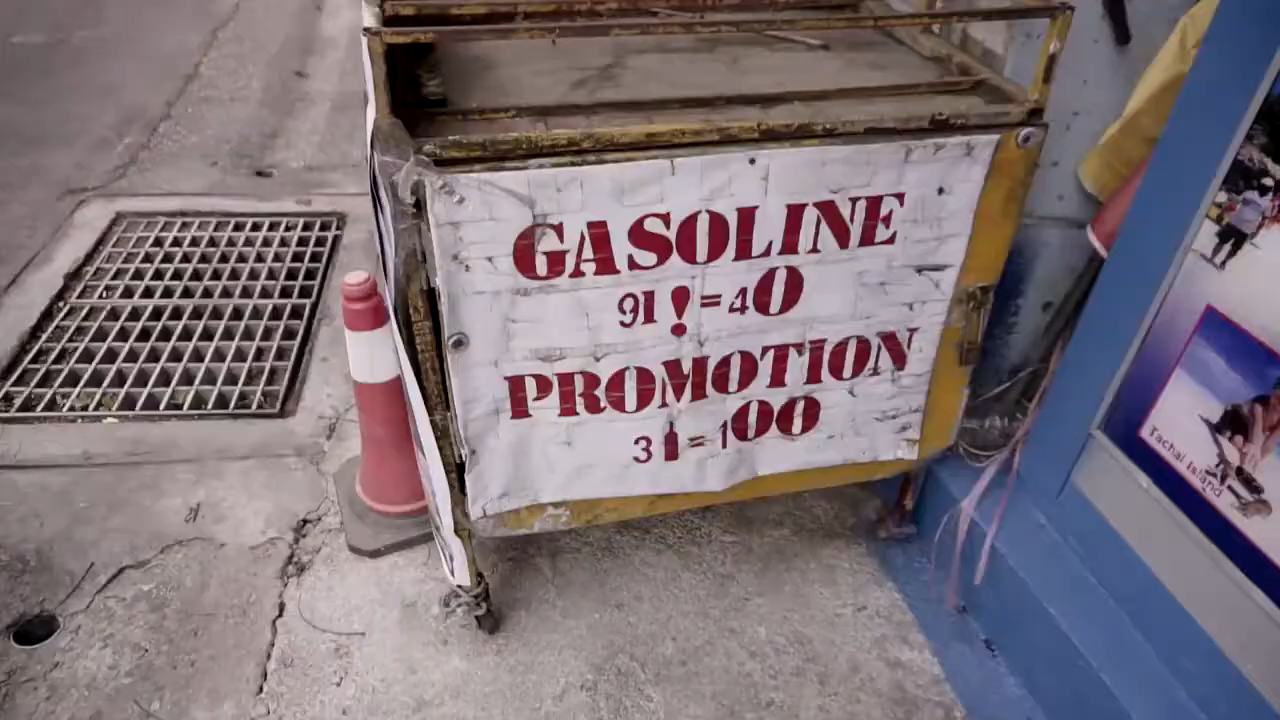 GASOLINE
91 ! = 40
PROMOTION
3 = 100
Tachai Island